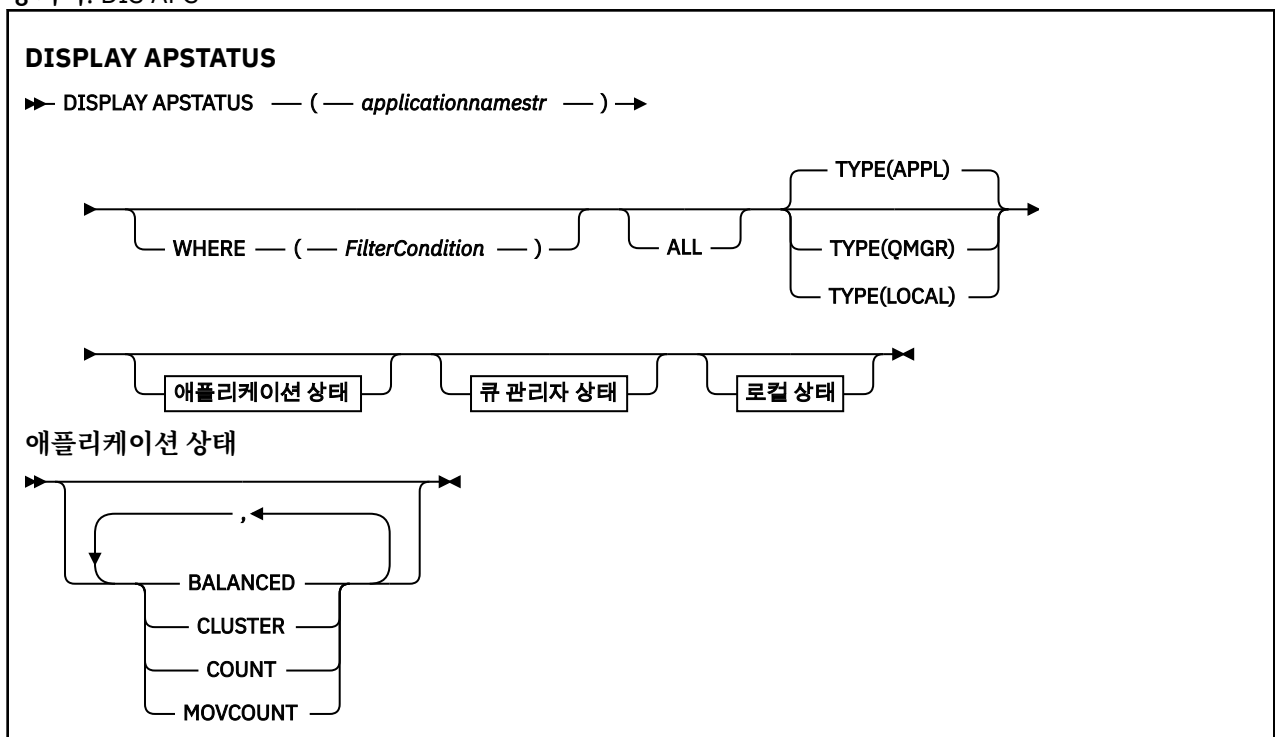 DISPLAY APSTATUS
DISPLAY APSTATUS ( applicationnamestr )
TYPE(APPL)
WHERE ( FilterCondition ) ALL TYPE(QMGR)
TYPE(LOCAL)
애플리케이션 상태 큐 관리자 상태 로컬 상태
애플리케이션 상태
,
BALANCED
CLUSTER
COUNT
MOVCOUNT